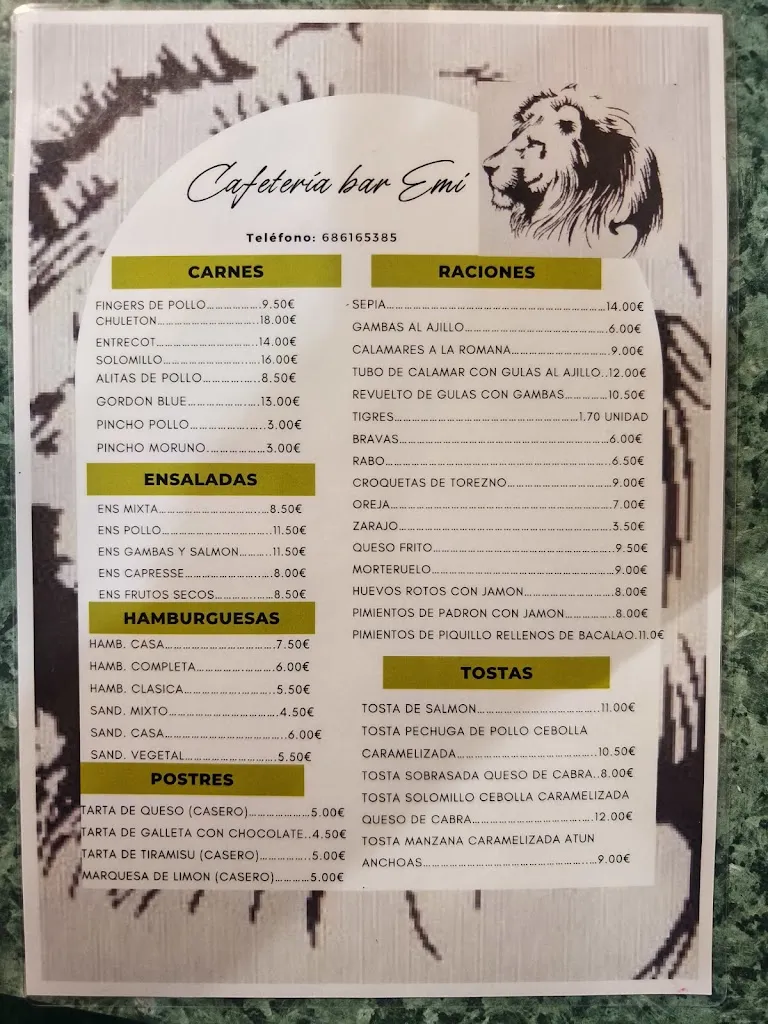 Cafetería bar Emi
Teléfono: 686165385
CARNES
FINGERS DE POLLO..................9.50€
CHULETON..........................18.00€
ENTRECOT..........................14.00€
SOLOMILLO.........................16.00€
ALITAS DE POLLO...................8.50€
GORDON BLUE.......................13.00€
PINCHO POLLO......................3.00€
PINCHO MORUNO.....................3.00€
ENSALADAS
ENS MIXTA.........................8.50€
ENS POLLO.........................11.50€
ENS GAMBAS Y SALMON...............11.50€
ENS CAPRESSE......................8.00€
ENS FRUTOS SECOS..................8.50€
HAMBURGUESAS
HAMB. CASA........................7.50€
HAMB. COMPLETA....................6.00€
HAMB. CLASICA.....................5.50€
SAND. MIXTO.......................4.50€
SAND. CASA........................6.00€
SAND. VEGETAL.....................5.50€
POSTRES
TARTA DE QUESO (CASERO)...........5.00€
TARTA DE GALLETA CON CHOCOLATE..4.50€
TARTA DE TIRAMISU (CASERO)........5.00€
MARQUESA DE LIMON (CASERO)........5.00€
RACIONES
SEPIA.............................14.00€
GAMBAS AL AJILLO..................6.00€
CALAMARES A LA ROMANA.............9.00€
TUBO DE CALAMAR CON GULAS AL AJILLO..12.00€
REVUELTO DE GULAS CON GAMBAS......10.50€
TIGRES............................1.70 UNIDAD
BRAVAS............................6.00€
RABO..............................6.50€
CROQUETAS DE TOREZNO..............9.00€
OREJA.............................7.00€
ZARAJO............................3.50€
QUESO FRITO.......................9.50€
MORTERUELO........................9.00€
HUEVOS ROTOS CON JAMON............8.00€
PIMIENTOS DE PADRON CON JAMON.....8.00€
PIMIENTOS DE PIQUILLO RELLENOS DE BACALAO.11.0€
TOSTAS
TOSTA DE SALMON...................11.00€
TOSTA PECHUGA DE POLLO CEBOLLA
CARAMELIZADA......................10.50€
TOSTA SOBRASADA QUESO DE CABRA..8.00€
TOSTA SOLOMILLO CEBOLLA CARAMELIZADA
QUESO DE CABRA....................12.00€
TOSTA MANZANA CARAMELIZADA ATUN
ANCHOAS...........................9.00€